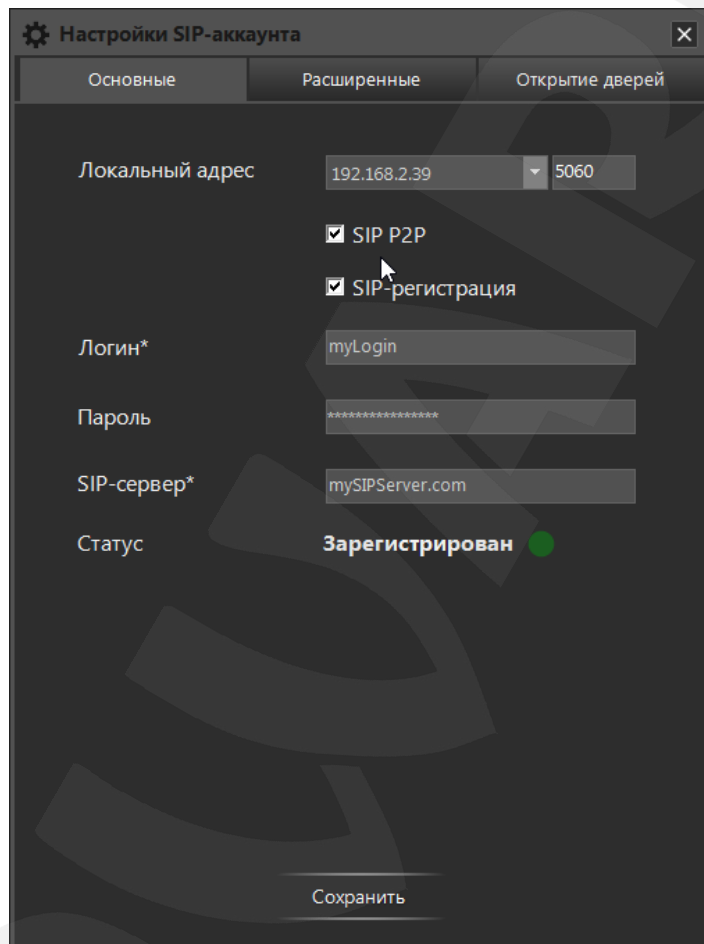 Настройки SIP-аккаунта
Основные Расширенные Открытие дверей
Локальный адрес 192.168.2.39 5060
SIP P2P
SIP-регистрация
Логин* myLogin
Пароль ****************
SIP-сервер* mySIPServer.com
Статус Зарегистрирован
Сохранить